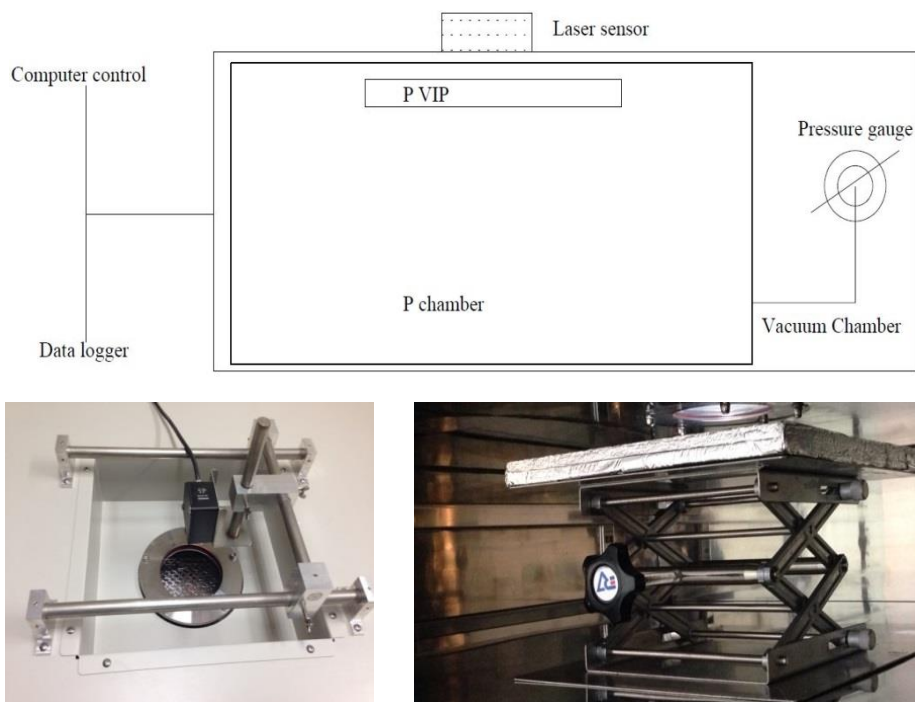 Laser sensor
Computer control
P VIP
Pressure gauge
P chamber
Vacuum Chamber
Data logger